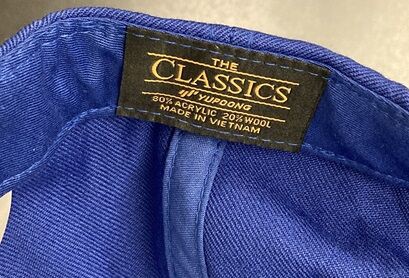 THE
CLASSICS
YUPOONG
80% ACRYLIC 20% WOOL
MADE IN VIETNAM